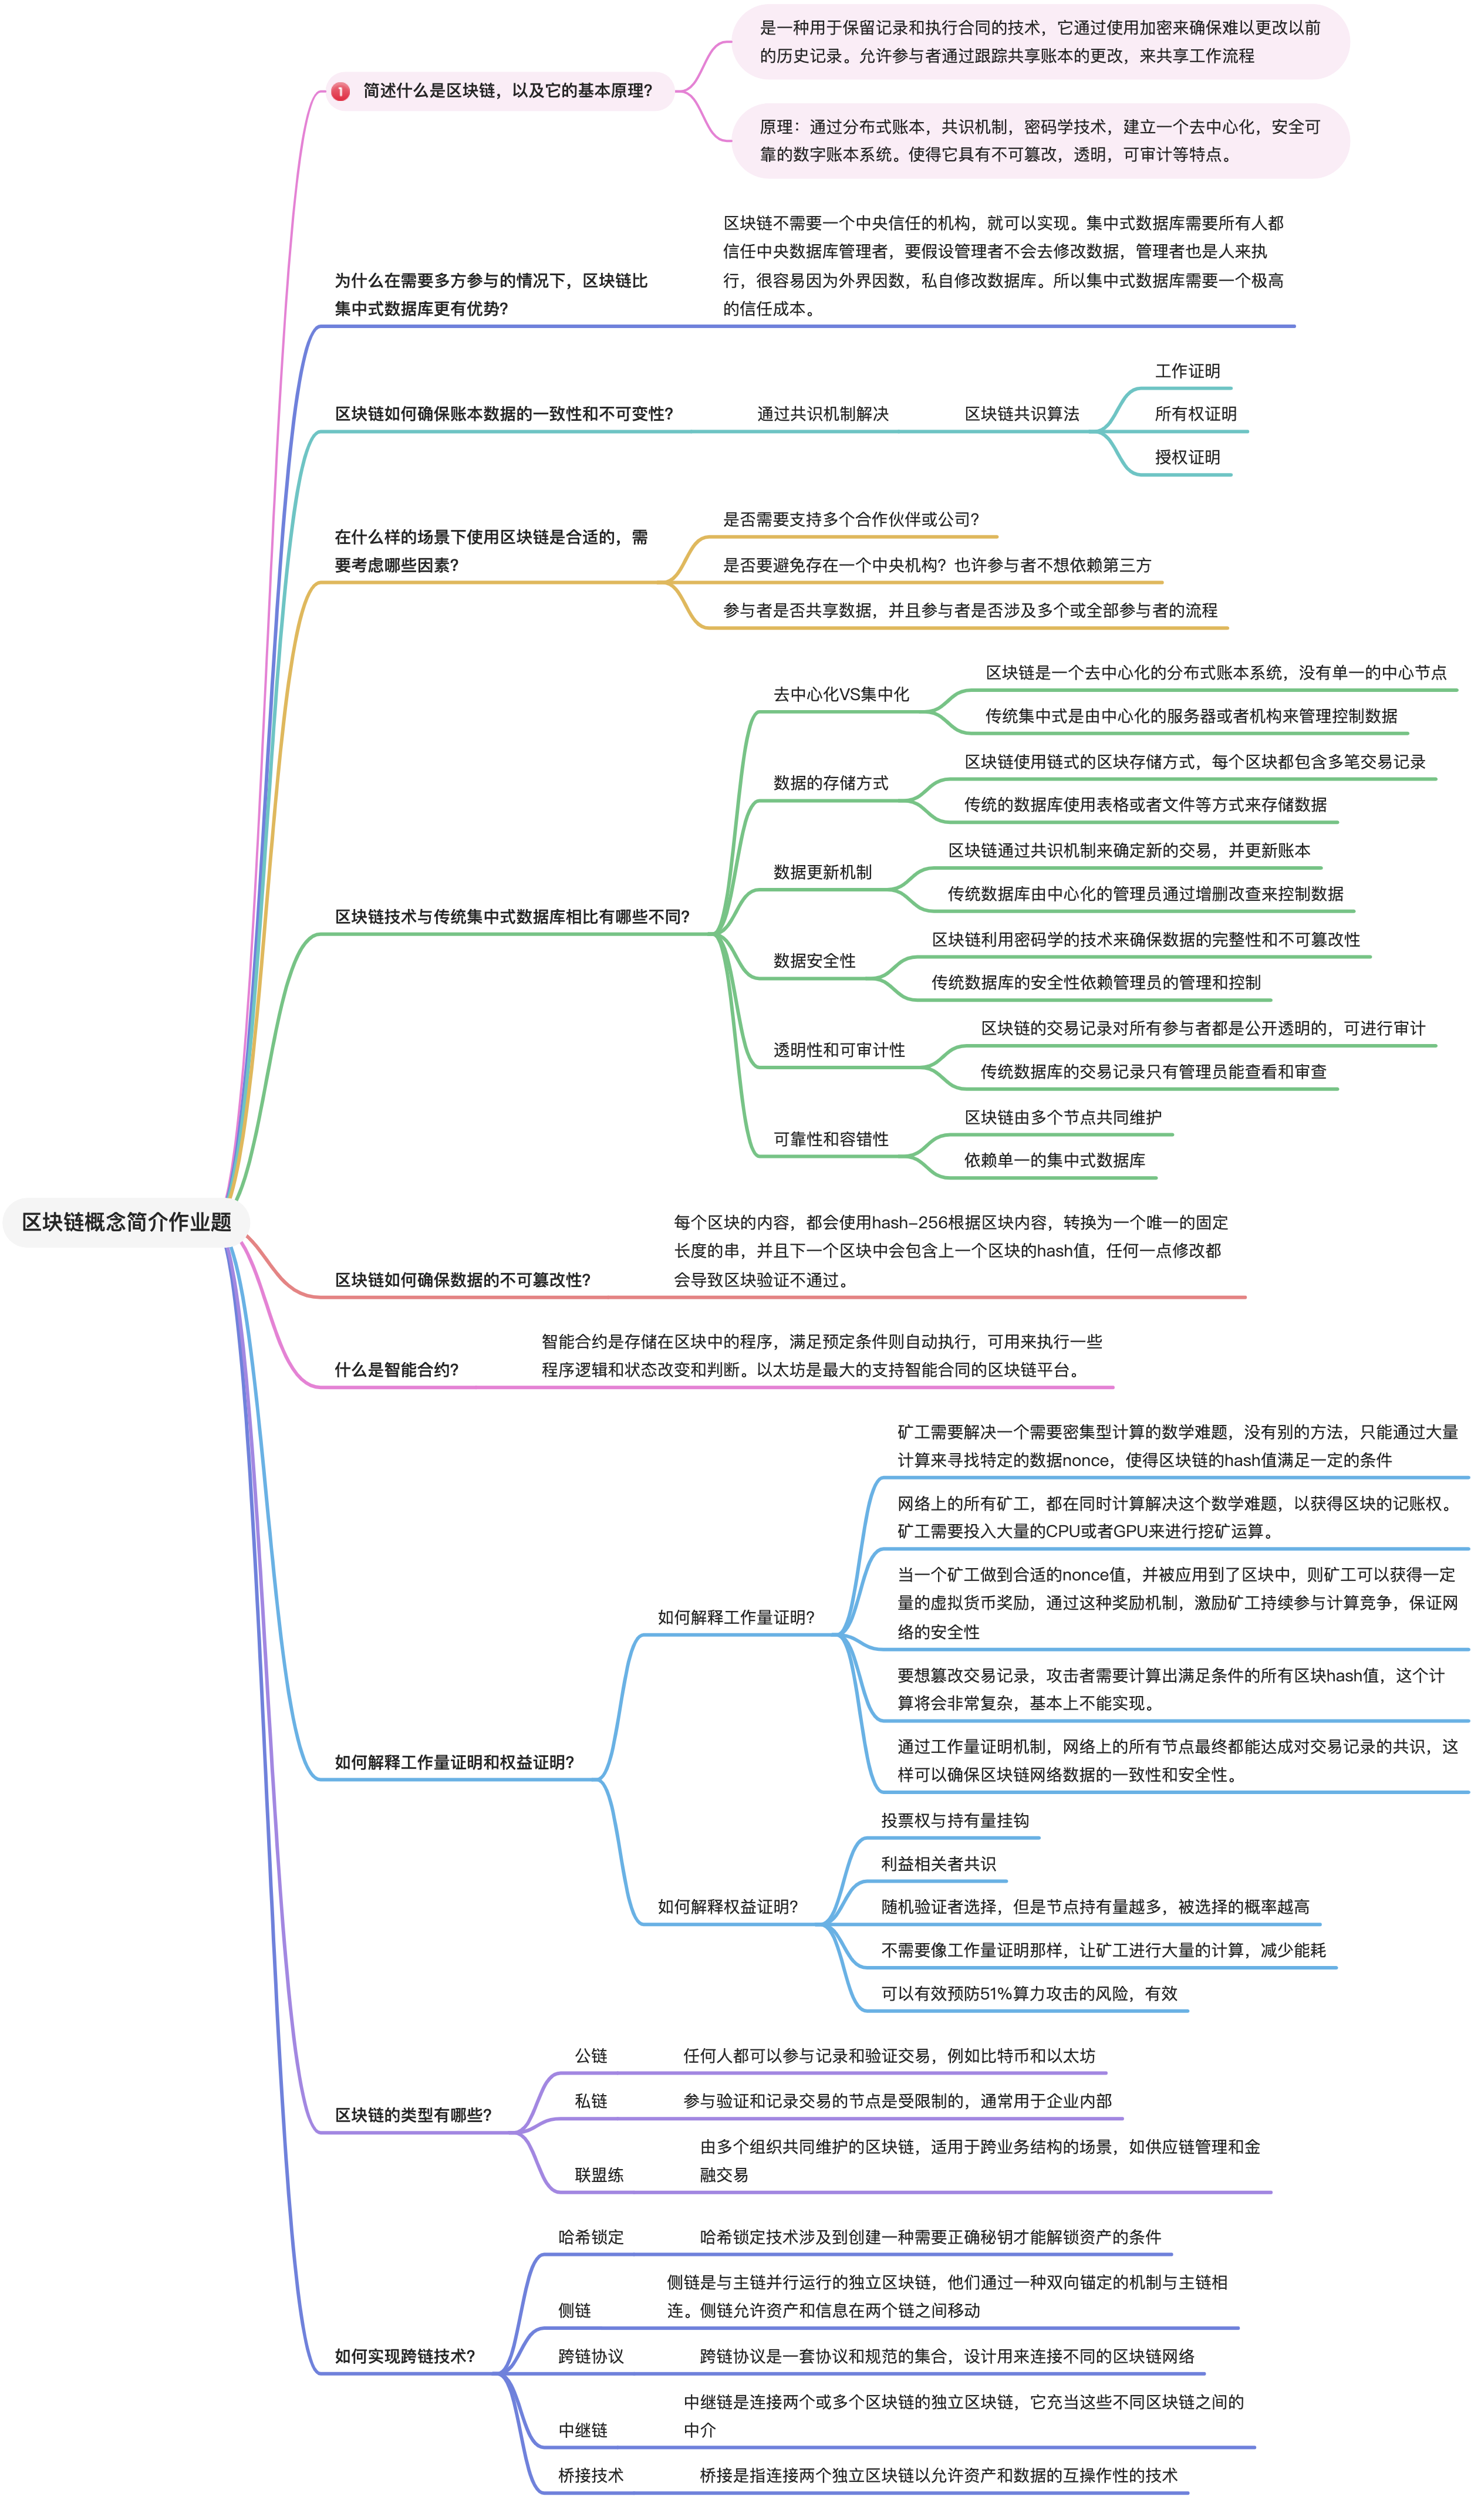 区块链概念简介作业题
1
简述什么是区块链，以及它的基本原理？
是一种用于保留记录和执行合同的技术，它通过使用加密来确保难以更改以前
的历史记录。允许参与者通过跟踪共享账本的更改，来共享工作流程
原理：通过分布式账本，共识机制，密码学技术，建立一个去中心化，安全可
靠的数字账本系统。使得它具有不可篡改，透明，可审计等特点。
为什么在需要多方参与的情况下，区块链比
集中式数据库更有优势？
区块链不需要一个中央信任的机构，就可以实现。集中式数据库需要所有人都
信任中央数据库管理者，要假设管理者不会去修改数据，管理者也是人来执
行，很容易因为外界因数，私自修改数据库。所以集中式数据库需要一个极高
的信任成本。
区块链如何确保账本数据的一致性和不可变性？
通过共识机制解决
区块链共识算法
工作证明
所有权证明
授权证明
在什么样的场景下使用区块链是合适的，需
要考虑哪些因素？
是否需要支持多个合作伙伴或公司？
是否要避免存在一个中央机构？也许参与者不想依赖第三方
参与者是否共享数据，并且参与者是否涉及多个或全部参与者的流程
区块链技术与传统集中式数据库相比有哪些不同？
去中心化VS集中化
区块链是一个去中心化的分布式账本系统，没有单一的中心节点
传统集中式是由中心化的服务器或者机构来管理控制数据
数据的存储方式
区块链使用链式的区块存储方式，每个区块都包含多笔交易记录
传统的数据库使用表格或者文件等方式来存储数据
数据更新机制
区块链通过共识机制来确定新的交易，并更新账本
传统数据库由中心化的管理员通过增删改查来控制数据
数据安全性
区块链利用密码学的技术来确保数据的完整性和不可篡改性
传统数据库的安全性依赖管理员的管理和控制
透明性和可审计性
区块链的交易记录对所有参与者都是公开透明的，可进行审计
传统数据库的交易记录只有管理员能查看和审查
可靠性和容错性
区块链由多个节点共同维护
依赖单一的集中式数据库
区块链如何确保数据的不可篡改性？
每个区块的内容，都会使用hash-256根据区块内容，转换为一个唯一的固定
长度的串，并且下一个区块中会包含上一个区块的hash值，任何一点修改都
会导致区块验证不通过。
什么是智能合约？
智能合约是存储在区块中的程序，满足预定条件则自动执行，可用来执行一些
程序逻辑和状态改变和判断。以太坊是最大的支持智能合同的区块链平台。
如何解释工作量证明和权益证明？
如何解释工作量证明？
矿工需要解决一个需要密集型计算的数学难题，没有别的方法，只能通过大量
计算来寻找特定的数据nonce，使得区块链的hash值满足一定的条件
网络上的所有矿工，都在同时计算解决这个数学难题，以获得区块的记账权。
矿工需要投入大量的CPU或者GPU来进行挖矿运算。
当一个矿工做到合适的nonce值，并被应用到了区块中，则矿工可以获得一定
量的虚拟货币奖励，通过这种奖励机制，激励矿工持续参与计算竞争，保证网
络的安全性
要想篡改交易记录，攻击者需要计算出满足条件的所有区块hash值，这个计
算将会非常复杂，基本上不能实现。
通过工作量证明机制，网络上的所有节点最终都能达成对交易记录的共识，这
样可以确保区块链网络数据的一致性和安全性。
如何解释权益证明？
投票权与持有量挂钩
利益相关者共识
随机验证者选择，但是节点持有量越多，被选择的概率越高
不需要像工作量证明那样，让矿工进行大量的计算，减少能耗
可以有效预防51%算力攻击的风险，有效
区块链的类型有哪些？
公链
任何人都可以参与记录和验证交易，例如比特币和以太坊
私链
参与验证和记录交易的节点是受限制的，通常用于企业内部
联盟练
由多个组织共同维护的区块链，适用于跨业务结构的场景，如供应链管理和金
融交易
如何实现跨链技术？
哈希锁定
哈希锁定技术涉及到创建一种需要正确秘钥才能解锁资产的条件
侧链
侧链是与主链并行运行的独立区块链，他们通过一种双向锚定的机制与主链相
连。侧链允许资产和信息在两个链之间移动
跨链协议
跨链协议是一套协议和规范的集合，设计用来连接不同的区块链网络
中继链
中继链是连接两个或多个区块链的独立区块链，它充当这些不同区块链之间的
中介
桥接技术
桥接是指连接两个独立区块链以允许资产和数据的互操作性的技术